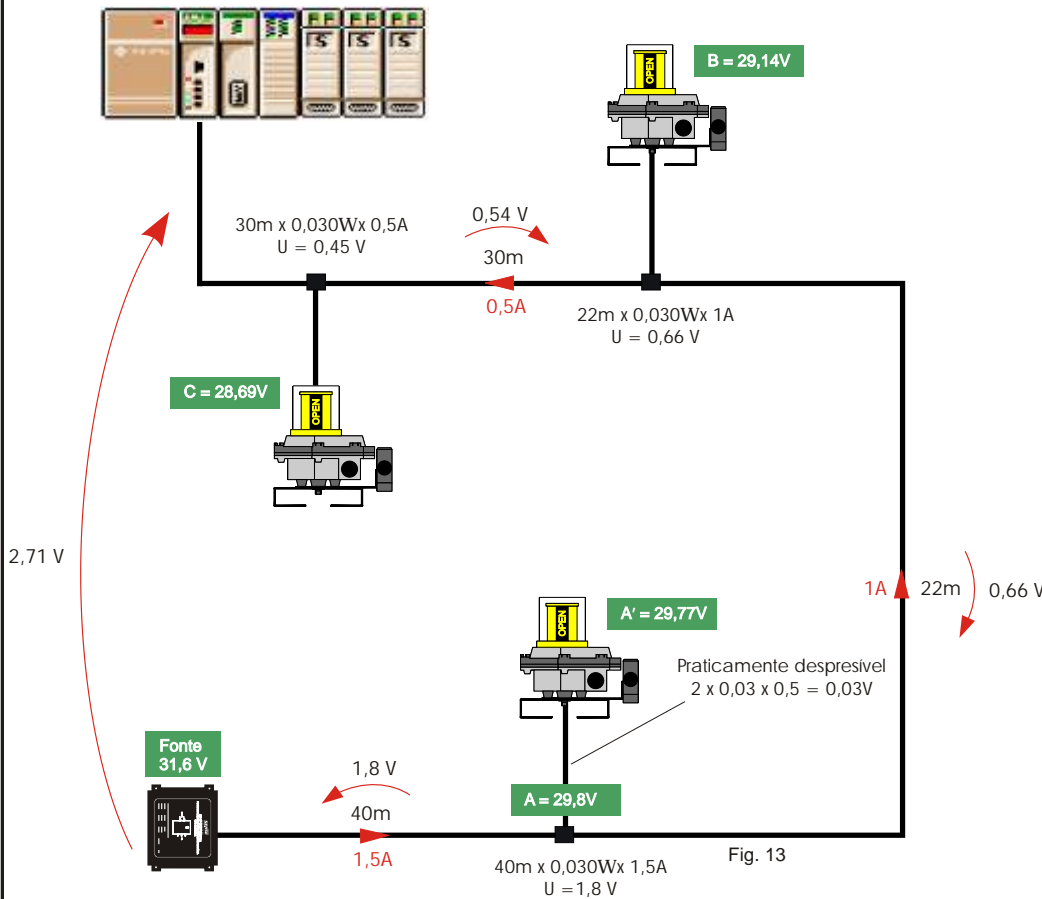 B = 29,14V
OPEN
30m x 0,030Wx 0,5A
U = 0,45 V
0,54 V
30m
0,5A
22m x 0,030Wx 1A
U = 0,66 V
C = 28,69V
OPEN
2,71 V
1A
22m
0,66 V
A' = 29,77V
OPEN
Praticamente despresível
2 x 0,03 x 0,5 = 0,03V
Fonte
31,6 V
1,8 V
40m
1,5A
A = 29,8V
40m x 0,030Wx 1,5A
U =1,8 V
Fig. 13